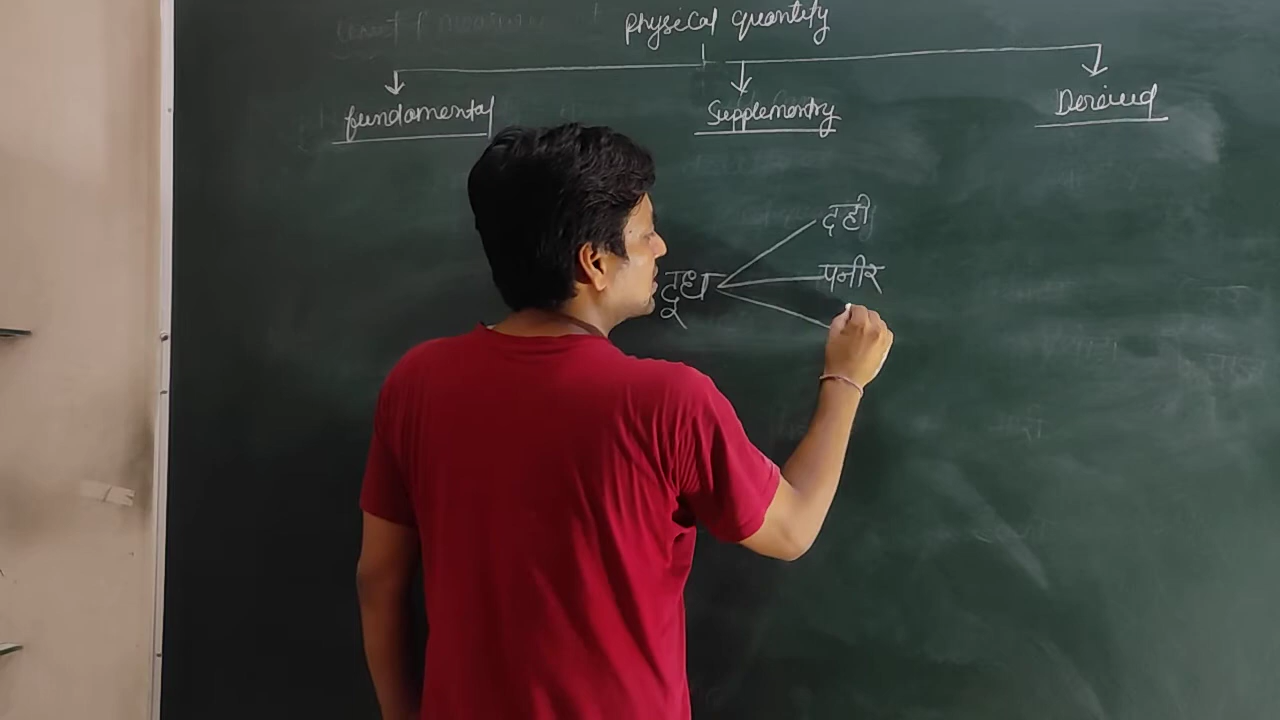 Physical quantity
fundamental
Supplementry
Derived
दही
दूध
पनीर